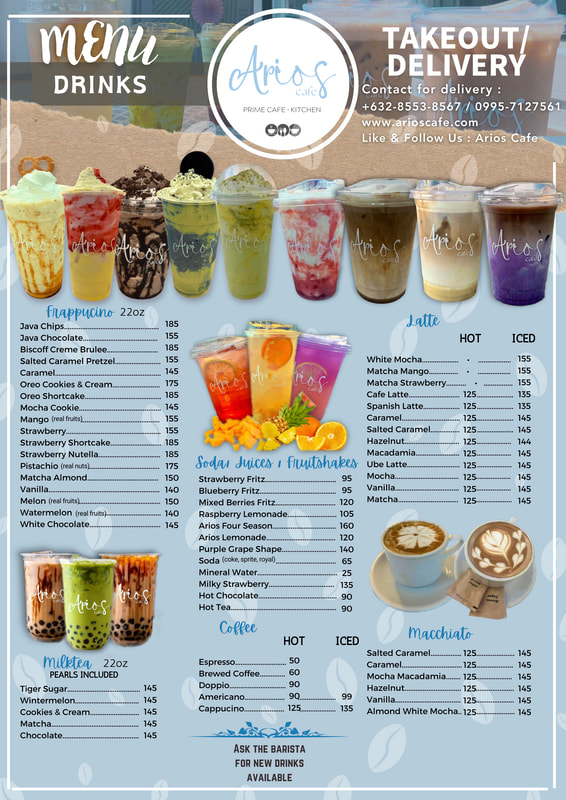 MENU
DRINKS
Arios
cafe
PRIME CAFE • KITCHEN
TAKEOUT/
DELIVERY
Contact for delivery :
+632-8553-8567 / 0995-7127561
www.arioscafe.com
Like & Follow Us : Arios Cafe
Frappucino 22oz
Java Chips 185
Java Chocolate 155
Biscoff Creme Brulee 185
Salted Caramel Pretzel 155
Caramel 145
Oreo Cookies & Cream 175
Oreo Shortcake 185
Mocha Cookie 145
Mango (real fruits) 155
Strawberry 155
Strawberry Shortcake 185
Strawberry Nutella 185
Pistachio (real nuts) 175
Matcha Almond 150
Vanilla 140
Melon (real fruits) 150
Watermelon (real fruits) 140
White Chocolate 145
Milktea 22oz
PEARLS INCLUDED
Tiger Sugar 145
Wintermelon 145
Cookies & Cream 145
Matcha 145
Chocolate 145
Soda, Juices, Fruitshakes
Strawberry Fritz 95
Blueberry Fritz 95
Mixed Berries Fritz 120
Raspberry Lemonade 105
Arios Four Season 160
Arios Lemonade 120
Purple Grape Shape 140
Soda (coke, sprite, royal) 65
Mineral Water 25
Milky Strawberry 135
Hot Chocolate 90
Hot Tea 90
Coffee
HOT ICED
Espresso 50
Brewed Coffee 60
Doppio 90
Americano 90 99
Cappucino 125 135
ASK THE BARISTA
FOR NEW DRINKS
AVAILABLE
Latte
HOT ICED
White Mocha • 155
Matcha Mango • 155
Matcha Strawberry • 155
Cafe Latte 125 135
Spanish Latte 125 135
Caramel 125 145
Salted Caramel 125 145
Hazelnut 125 144
Macadamia 125 145
Ube Latte 125 145
Mocha 125 145
Vanilla 125 145
Matcha 125 145
Macchiato
Salted Caramel 125 145
Caramel 125 145
Mocha Macadamia 125 145
Hazelnut 125 145
Vanilla 125 145
Almond White Mocha 125 145